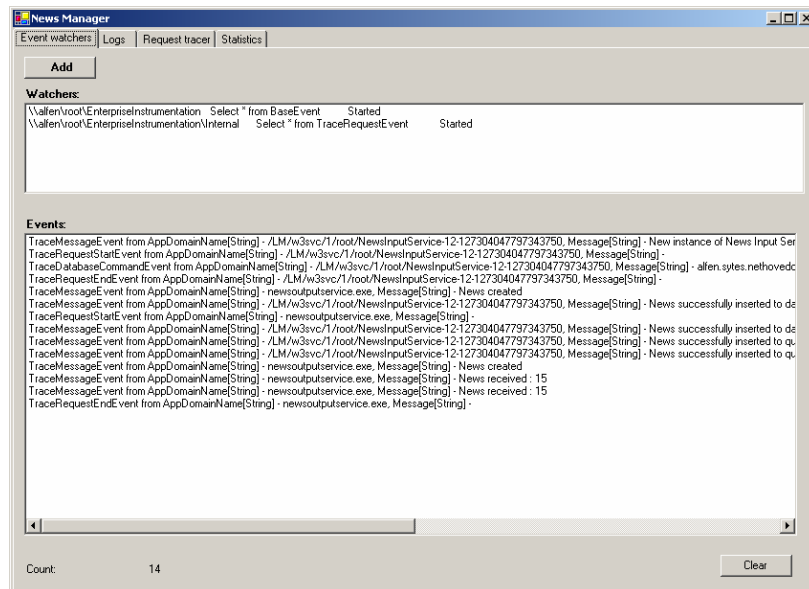 News Manager
Event watchers Logs Request tracer Statistics
Add
Watchers:
\\alfen\root\EnterpriseInstrumentation Select * from BaseEvent Started
\\alfen\root\EnterpriseInstrumentation\Internal Select * from TraceRequestEvent Started
Events:
TraceMessageEvent from AppDomainName[String] - /LM/w3svc/1/root/NewsInputService-12-127304047797343750, Message[String] - New instance of News Input Ser
TraceRequestStartEvent from AppDomainName[String] - /LM/w3svc/1/root/NewsInputService-12-127304047797343750, Message[String] -
TraceDatabaseCommandEvent from AppDomainName[String] - /LM/w3svc/1/root/NewsInputService-12-127304047797343750, Message[String] - alfen.sytes.nethovedc
TraceRequestEndEvent from AppDomainName[String] - /LM/w3svc/1/root/NewsInputService-12-127304047797343750, Message[String] -
TraceMessageEvent from AppDomainName[String] - newsoutputservice.exe, Message[String] - News created
TraceMessageEvent from AppDomainName[String] - /LM/w3svc/1/root/NewsInputService-12-127304047797343750, Message[String] - News successfully inserted to da
TraceRequestStartEvent from AppDomainName[String] - newsoutputservice.exe, Message[String] -
TraceMessageEvent from AppDomainName[String] - /LM/w3svc/1/root/NewsInputService-12-127304047797343750, Message[String] - News successfully inserted to da
TraceMessageEvent from AppDomainName[String] - /LM/w3svc/1/root/NewsInputService-12-127304047797343750, Message[String] - News successfully inserted to qu
TraceMessageEvent from AppDomainName[String] - /LM/w3svc/1/root/NewsInputService-12-127304047797343750, Message[String] - News successfully inserted to qu
TraceMessageEvent from AppDomainName[String] - newsoutputservice.exe, Message[String] - News created
TraceMessageEvent from AppDomainName[String] - newsoutputservice.exe, Message[String] - News received : 15
TraceMessageEvent from AppDomainName[String] - newsoutputservice.exe, Message[String] - News received : 15
TraceRequestEndEvent from AppDomainName[String] - newsoutputservice.exe, Message[String] -
Count: 14
Clear